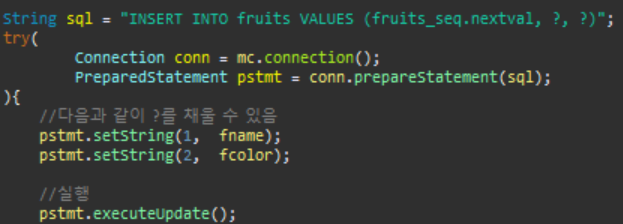 String sql = "INSERT INTO fruits VALUES (fruits_seq.nextval, ?, ?)";
try(
Connection conn = mc.connection();
PreparedStatement pstmt = conn.prepareStatement(sql);
){
//다음과 같이 ?를 채울 수 있음
pstmt.setString(1,  fname);
pstmt.setString(2,  fcolor);
//실행
pstmt.executeUpdate();